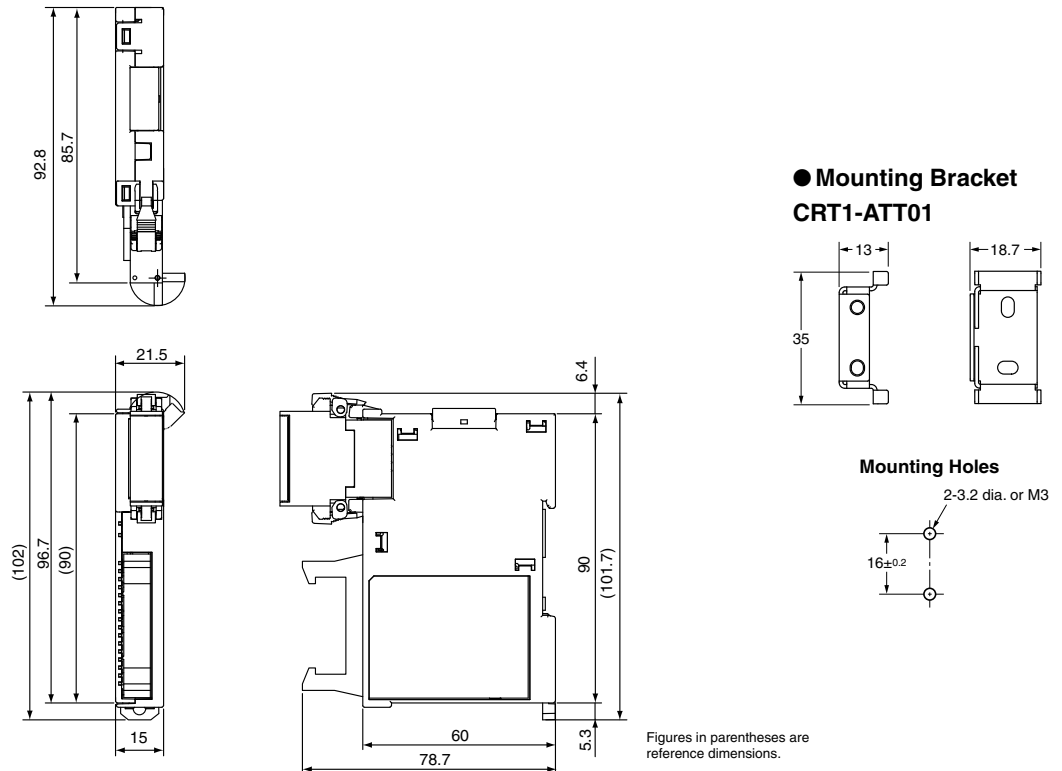 92.8
85.7
● Mounting Bracket
CRT1-ATT01
13
18.7
35
21.5
6.4
Mounting Holes
2-3.2 dia. or M3
16±0.2
(102)
96.7
(90)
90
(101.7)
15
60
5.3
78.7
Figures in parentheses are
reference dimensions.